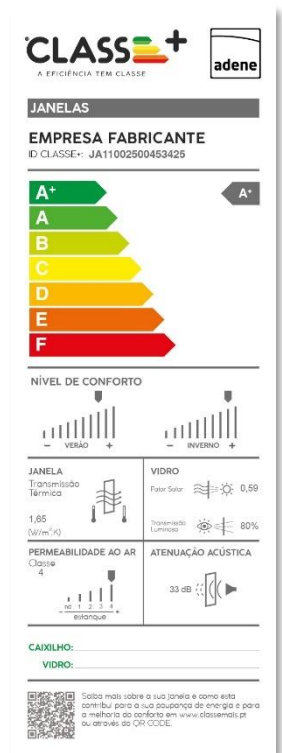 CLASSE+
A EFICIÊNCIA TEM CLASSE
adene
JANELAS
EMPRESA FABRICANTE
ID CLASSE+: JA11002500453425
A+
A+
A
B
C
D
E
F
NÍVEL DE CONFORTO
- VERÃO +
- INVERNO +
JANELA
Transmissão
Térmica
1,65
(W/m².K)
VIDRO
Fator Solar 0,59
Transmissão
Luminosa 80%
PERMEABILIDADE AO AR
Classe
4
nd 1 2 3 4
- estanque +
ATENUAÇÃO ACÚSTICA
33 dB
CAIXILHO:
VIDRO:
Saiba mais sobre a sua janela e como esta
contribui para a sua poupança de energia e para
a melhoria do conforto em www.classemais.pt
ou através do QR CODE.